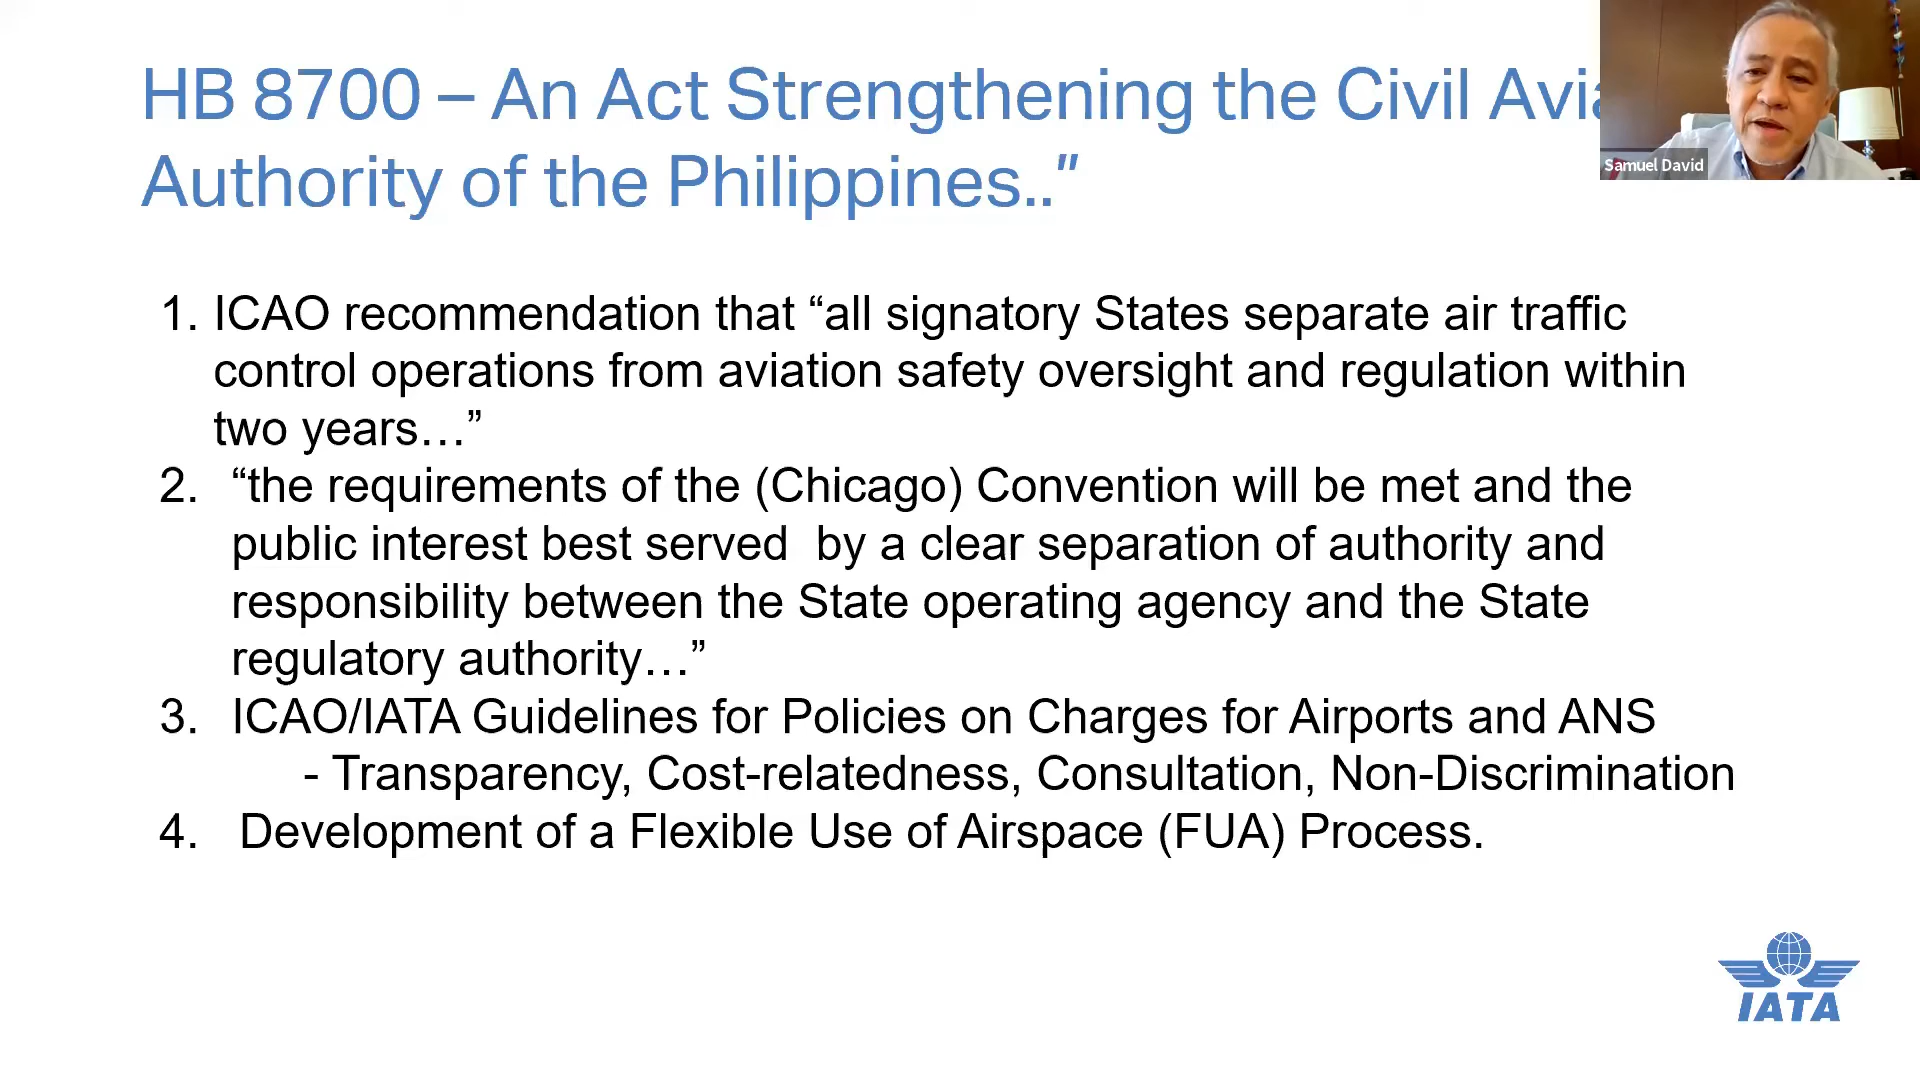 HB 8700 – An Act Strengthening the Civil Avia
Authority of the Philippines..”
Samuel David
1. ICAO recommendation that “all signatory States separate air traffic
control operations from aviation safety oversight and regulation within
two years…”
2. “the requirements of the (Chicago) Convention will be met and the
public interest best served  by a clear separation of authority and
responsibility between the State operating agency and the State
regulatory authority…”
3. ICAO/IATA Guidelines for Policies on Charges for Airports and ANS
- Transparency, Cost-relatedness, Consultation, Non-Discrimination
4. Development of a Flexible Use of Airspace (FUA) Process.
IATA